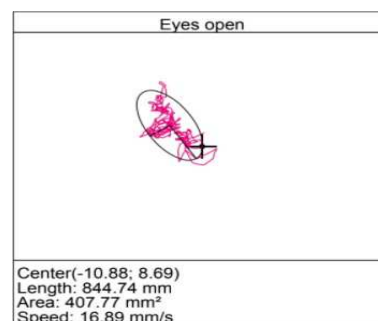 Eyes open
Center(-10.88; 8.69)
Length: 844.74 mm
Area: 407.77 mm²
Speed: 16.89 mm/s